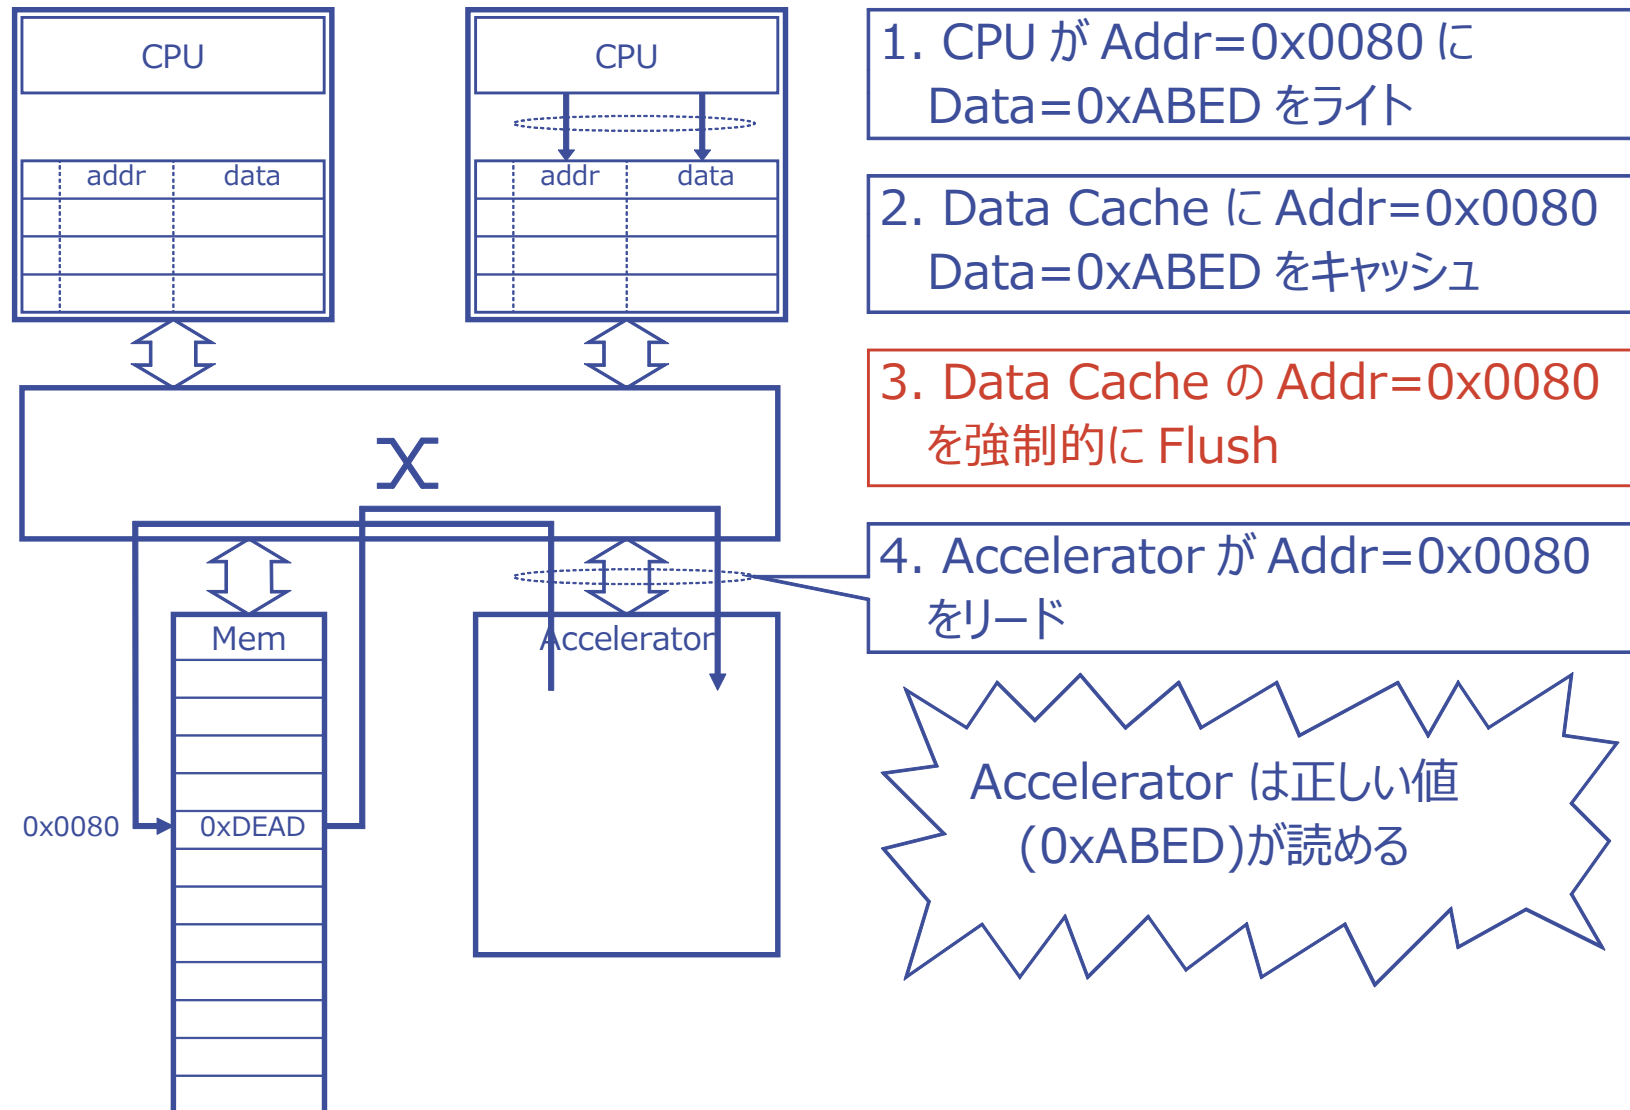 CPU
addr data
CPU
addr data
Mem
0x0080
0xDEAD
Accelerator
1. CPU が Addr=0x0080 に
Data=0xABED をライト
2. Data Cache に Addr=0x0080
Data=0xABED をキャッシュ
3. Data Cache の Addr=0x0080
を強制的に Flush
4. Accelerator が Addr=0x0080
をリード
Accelerator は正しい値
(0xABED)が読める